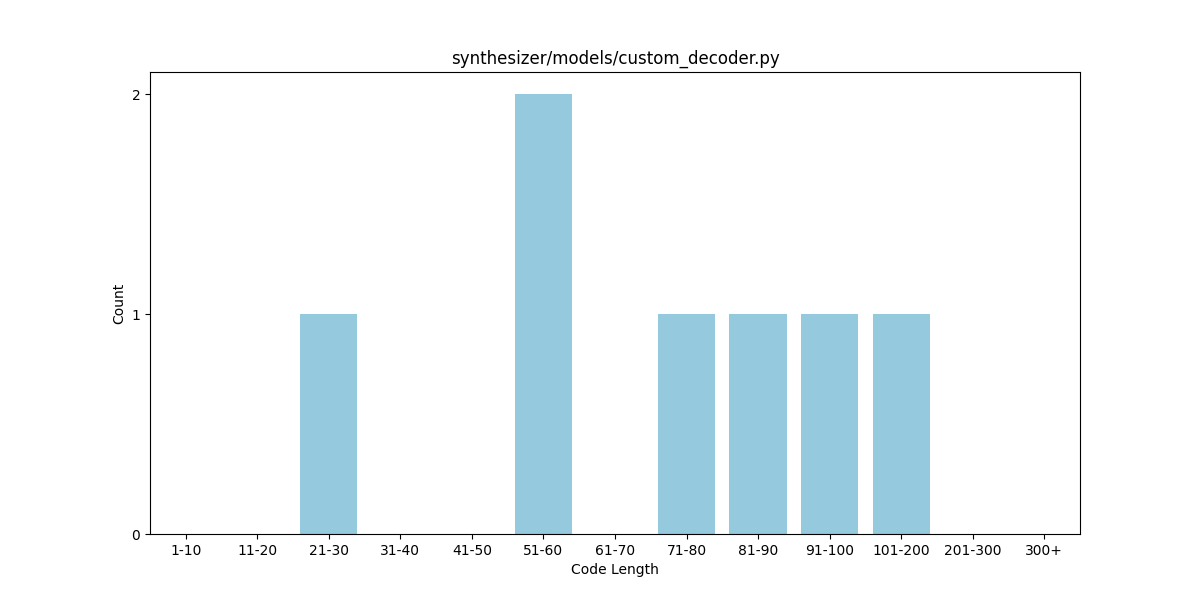 synthesizer/models/custom_decoder.py
2
1
0
Count
1-10 11-20 21-30 31-40 41-50 51-60 61-70 71-80 81-90 91-100 101-200 201-300 300+
Code Length